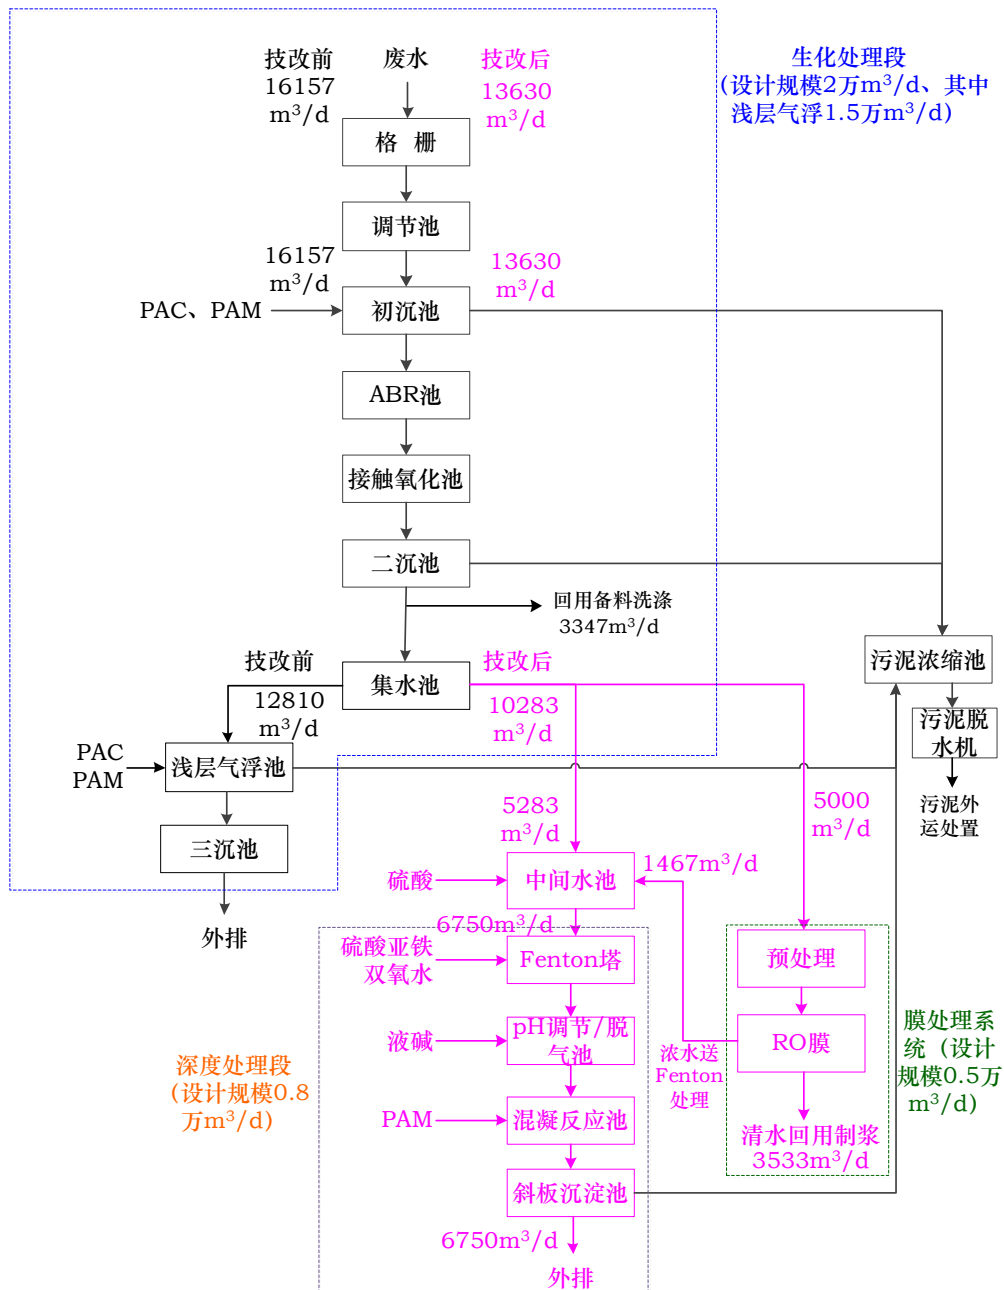 技改前
16157
m³/d
废水
技改后
13630
m³/d
生化处理段
(设计规模2万m³/d、其中
浅层气浮1.5万m³/d)
格 栅
调节池
16157
m³/d
13630
m³/d
PAC、PAM
初沉池
ABR池
接触氧化池
二沉池
回用备料洗涤
3347m³/d
技改前
12810
m³/d
集水池
技改后
10283
m³/d
污泥浓缩池
污泥脱
水机
污泥外
运处置
PAC
PAM
浅层气浮池
三沉池
外排
5283
m³/d
5000
m³/d
硫酸
中间水池
1467m³/d
6750m³/d
硫酸亚铁
双氧水
Fenton塔
预处理
液碱
pH调节/脱
气池
RO膜
浓水送
Fenton
处理
膜处理系
统（设计
规模0.5万
m³/d)
深度处理段
(设计规模0.8
万m³/d)
PAM
混凝反应池
清水回用制浆
3533m³/d
斜板沉淀池
6750m³/d
外排